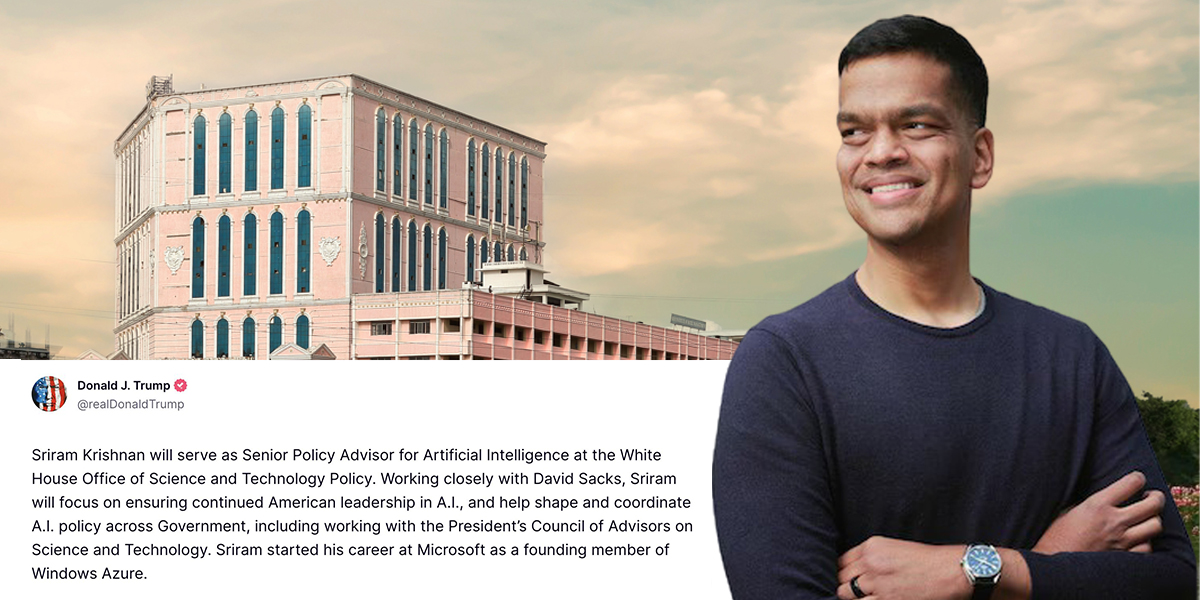 Donald J. Trump
@realDonaldTrump
Sriram Krishnan will serve as Senior Policy Advisor for Artificial Intelligence at the White
House Office of Science and Technology Policy. Working closely with David Sacks, Sriram
will focus on ensuring continued American leadership in A.I., and help shape and coordinate
A.I. policy across Government, including working with the President’s Council of Advisors on
Science and Technology. Sriram started his career at Microsoft as a founding member of
Windows Azure.